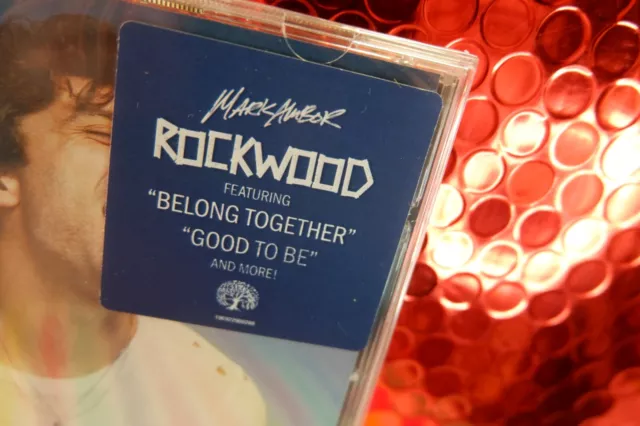 MARK AMBOR
ROCKWOOD
FEATURING
“BELONG TOGETHER”
“GOOD TO BE”
AND MORE!